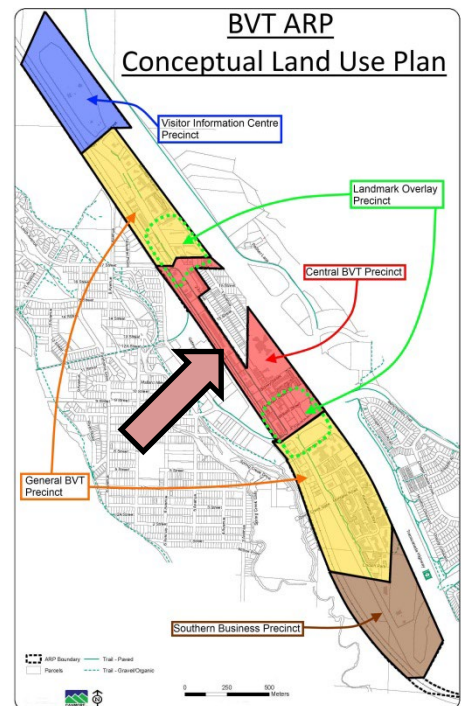 BVT ARP
Conceptual Land Use Plan
Visitor Information Centre
Precinct
Landmark Overlay
Precinct
Central BVT Precinct
General BVT
Precinct
Southern Business Precinct
ARP Boundary
Trail - Paved
Parcels
Trail - Gravel/Organic
0 250 500
Meters
CANMORE